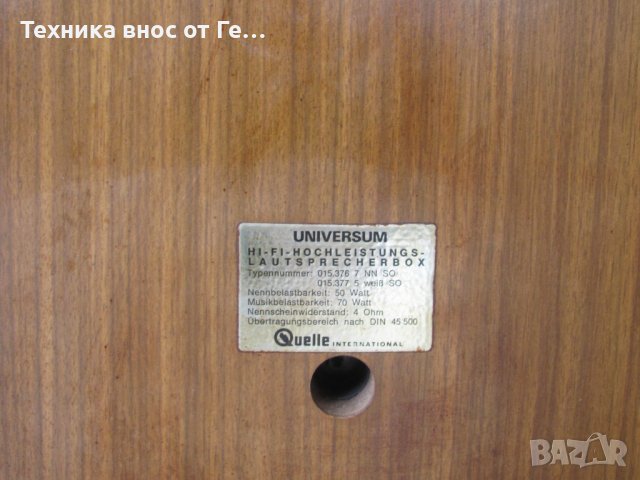 Техника внос от Ге...
UNIVERSUM
HI-FI-HOCHLEISTUNGS-
LAUTSPRECHERBOX
Typennummer: 015.376 7 NN SO
015.377 5 weiß SO
Nennbelastbarkeit: 50 Watt
Musikbelastbarkeit: 70 Watt
Nennscheinwiderstand: 4 Ohm
Übertragungsbereich nach DIN 45 500
Quelle INTERNATIONAL
BAZAR